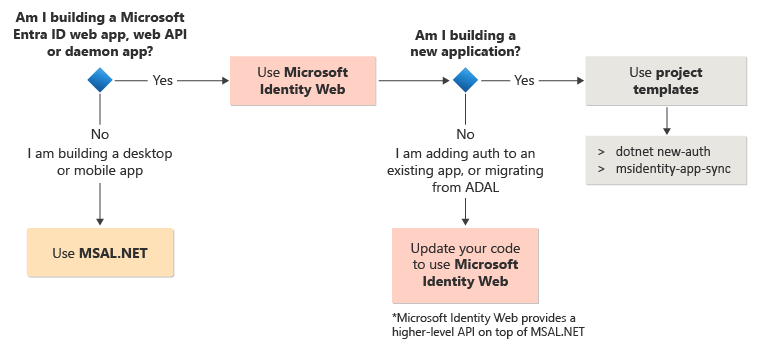 Am I building a Microsoft
Entra ID web app, web API
or daemon app?
Yes
Use Microsoft
Identity Web
Am I building a
new application?
Yes
Use project
templates
> dotnet new-auth
> msidentity-app-sync
No
I am building a desktop
or mobile app
Use MSAL.NET
No
I am adding auth to an
existing app, or migrating
from ADAL
Update your code
to use Microsoft
Identity Web
*Microsoft Identity Web provides a
higher-level API on top of MSAL.NET